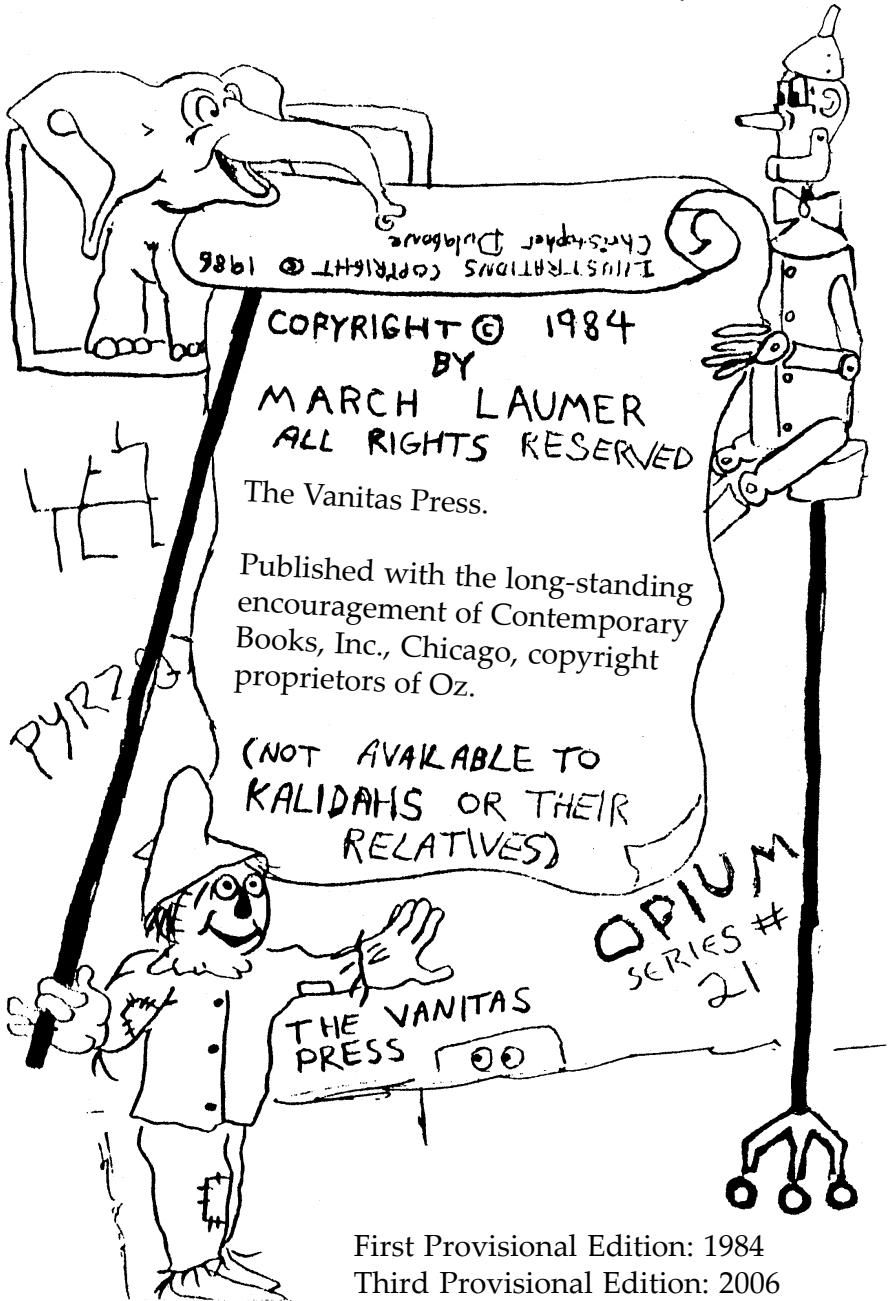 ILLUSTRATIONS COPYRIGHT © 1986
Christopher Dulabone
COPYRIGHT © 1984
BY
MARCH LAUMER
ALL RIGHTS RESERVED
The Vanitas Press.
Published with the long-standing
encouragement of Contemporary
Books, Inc., Chicago, copyright
proprietors of Oz.
(NOT AVAILABLE TO
KALIDAHS OR THEIR
RELATIVES)
OPIUM
SERIES #
21
THE VANITAS
PRESS
First Provisional Edition: 1984
Third Provisional Edition: 2006